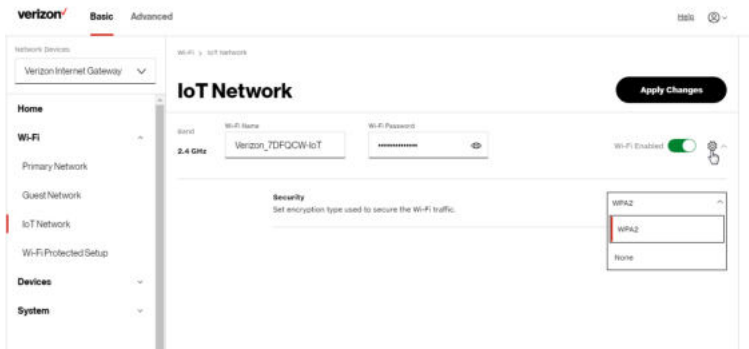 verizon
Basic
Advanced
Help
Network Devices
Verizon Internet Gateway
Wi-Fi > IoT Network
IoT Network
Apply Changes
Home
Wi-Fi
Primary Network
Guest Network
IoT Network
Wi-Fi Protected Setup
Devices
System
Band
2.4 GHz
Wi-Fi Name
Verizon_7DFQCW-IoT
Wi-Fi Password
••••••••••••••
Wi-Fi Enabled
Security
Set encryption type used to secure the Wi-Fi traffic.
WPA2
WPA2
None